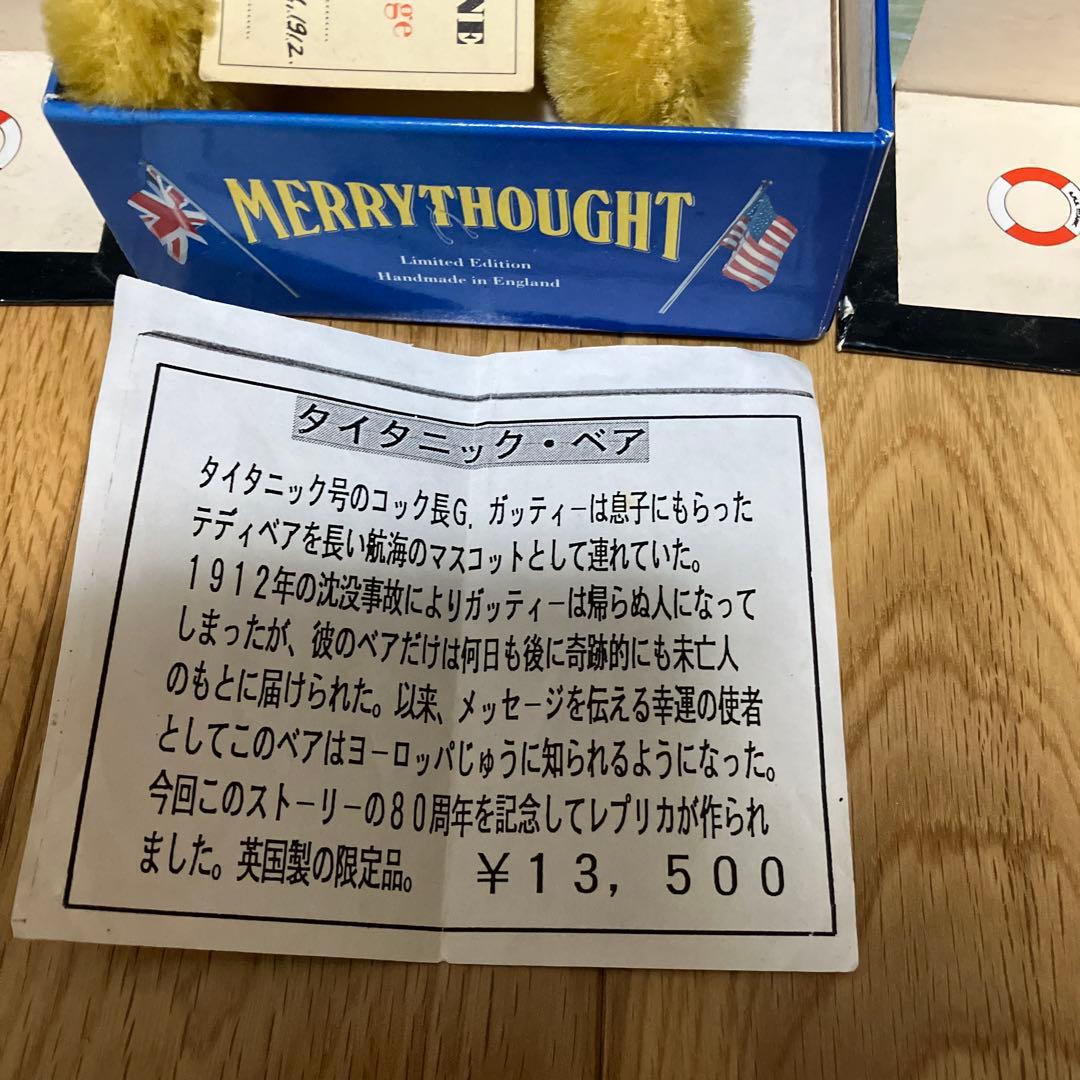 NE
ge
1912.
MERRYTHOUGHT
Limited Edition
Handmade in England
タイタニック・ベア
タイタニック号のコック長G. ガッティーは息子にもらった
テディベアを長い航海のマスコットとして連れていた。
1912年の沈没事故によりガッティーは帰らぬ人になって
しまったが、彼のベアだけは何日も後に奇跡的にも未亡人
のもとに届けられた。以来、メッセージを伝える幸運の使者
としてこのベアはヨーロッパじゅうに知られるようになった。
今回このストーリーの80周年を記念してレプリカが作られ
ました。英国製の限定品。 ￥13, 500